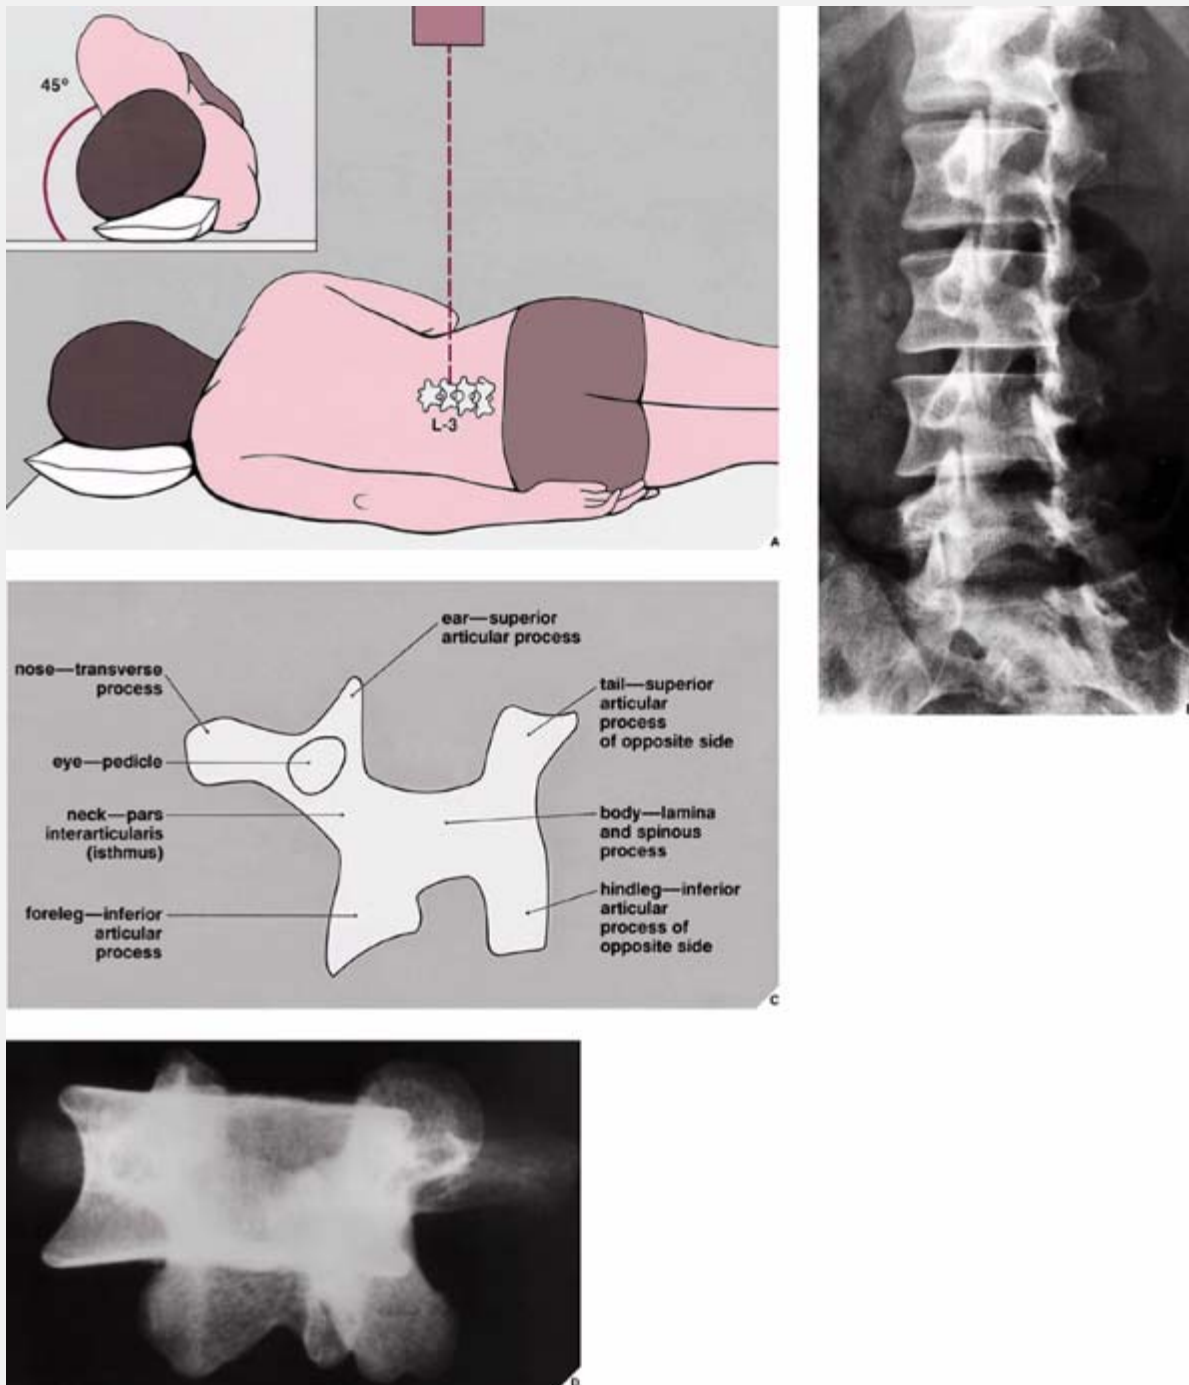 45°
L-3
A
ear—superior
articular process
nose—transverse
process
tail—superior
articular
process
of opposite side
eye—pedicle
neck—pars
interarticularis
(isthmus)
body—lamina
and spinous
process
foreleg—inferior
articular
process
hindleg—inferior
articular
process of
opposite side
C
D